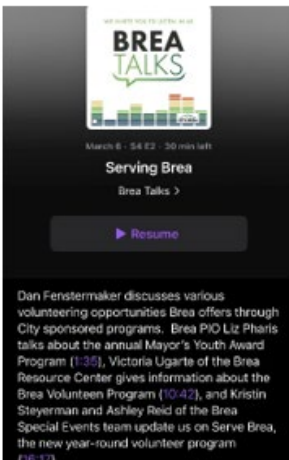 WE INVITE YOU TO LISTEN IN AS
BREA
TALKS
March 6 · S4 E2 · 30 min left
Serving Brea
Brea Talks >
Resume
Dan Fenstermaker discusses various
volunteering opportunities Brea offers through
City sponsored programs. Brea PIO Liz Pharis
talks about the annual Mayor's Youth Award
Program (1:35), Victoria Ugarte of the Brea
Resource Center gives information about the
Brea Volunteer Program (10:42), and Kristin
Steyerman and Ashley Reid of the Brea
Special Events team update us on Serve Brea,
the new year-round volunteer program
(16:17)